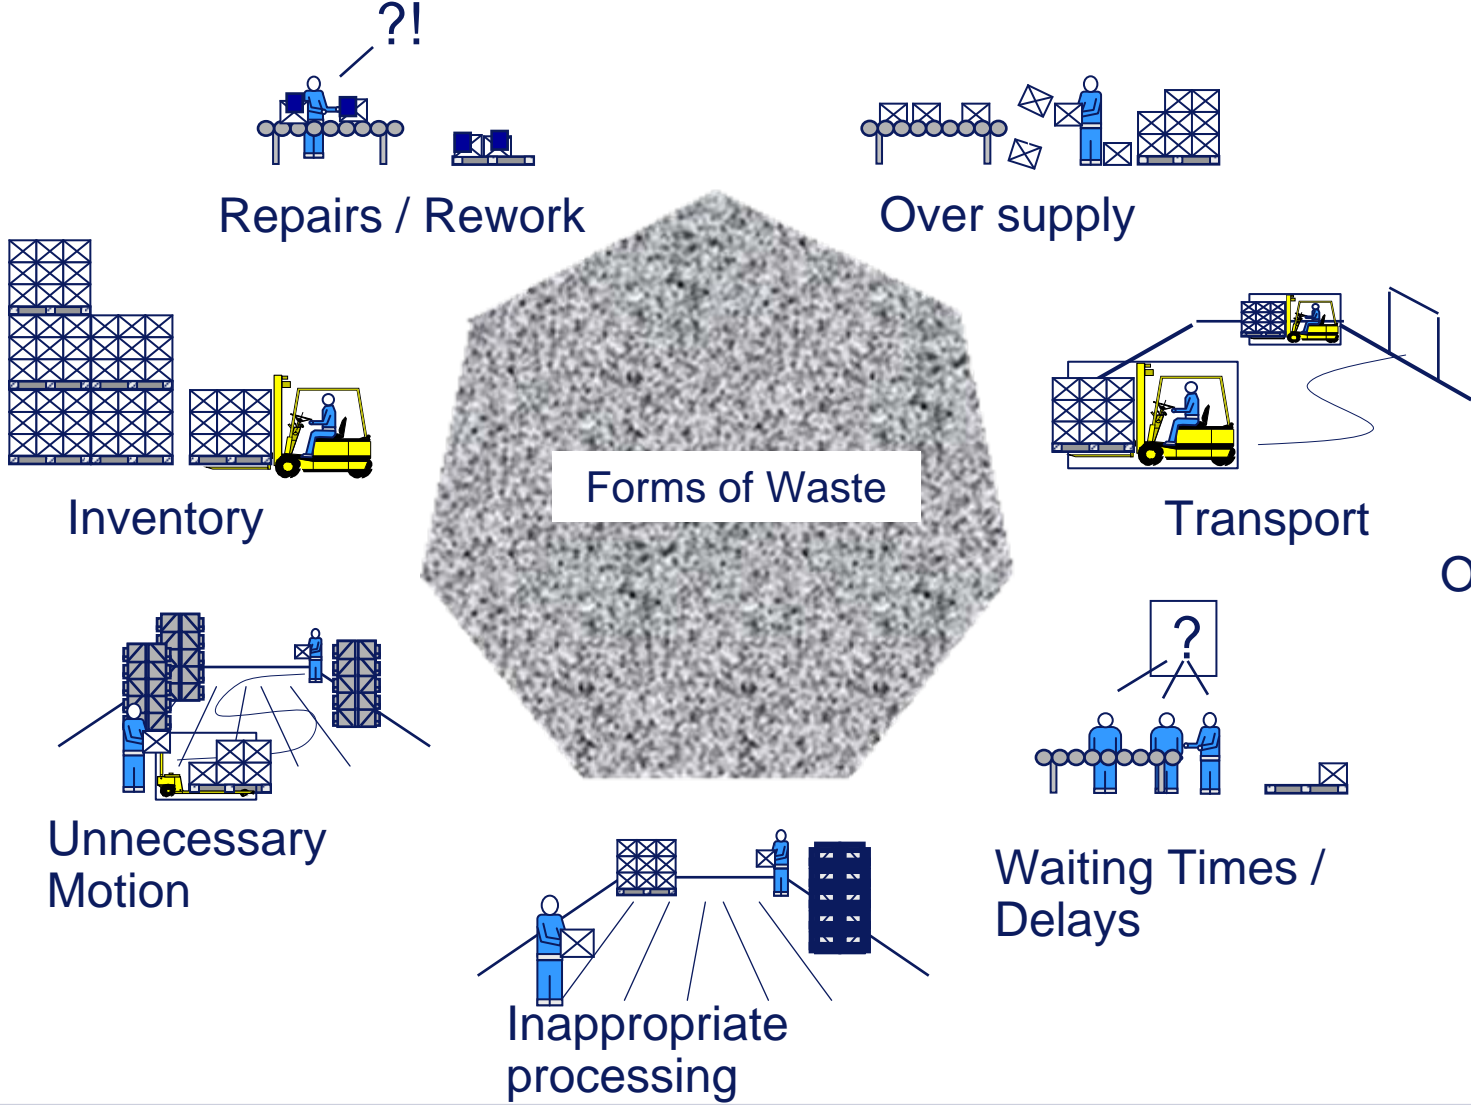 ?!
Repairs / Rework
Over supply
Forms of Waste
Inventory
Transport
O
?
Unnecessary
Motion
Waiting Times /
Delays
Inappropriate
processing